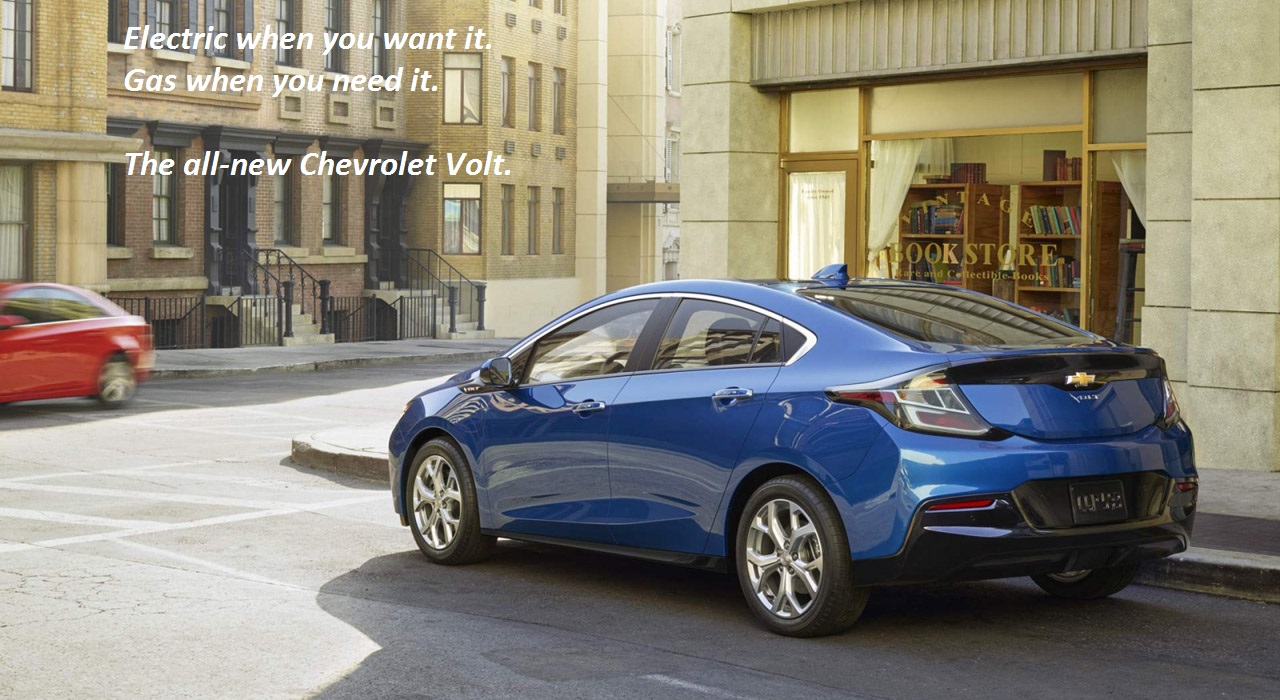 Electric when you want it.
Gas when you need it.
The all-new Chevrolet Volt.
VINTAGE
BOOKSTORE
Rare and Collectible Books
VOLT